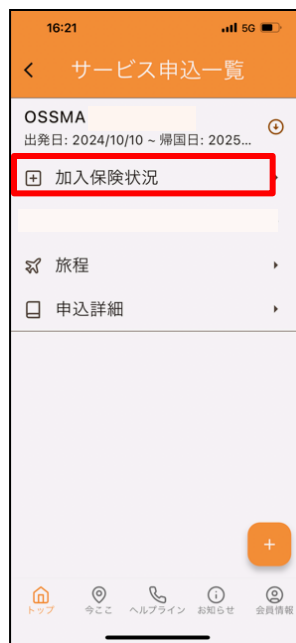 16:21
5G
サービス申込一覧
OSSMA
出発日: 2024/10/10 ~ 帰国日: 2025...
加入保険状況
旅程
申込詳細
+
トップ 今ここ ヘルプライン お知らせ 会員情報